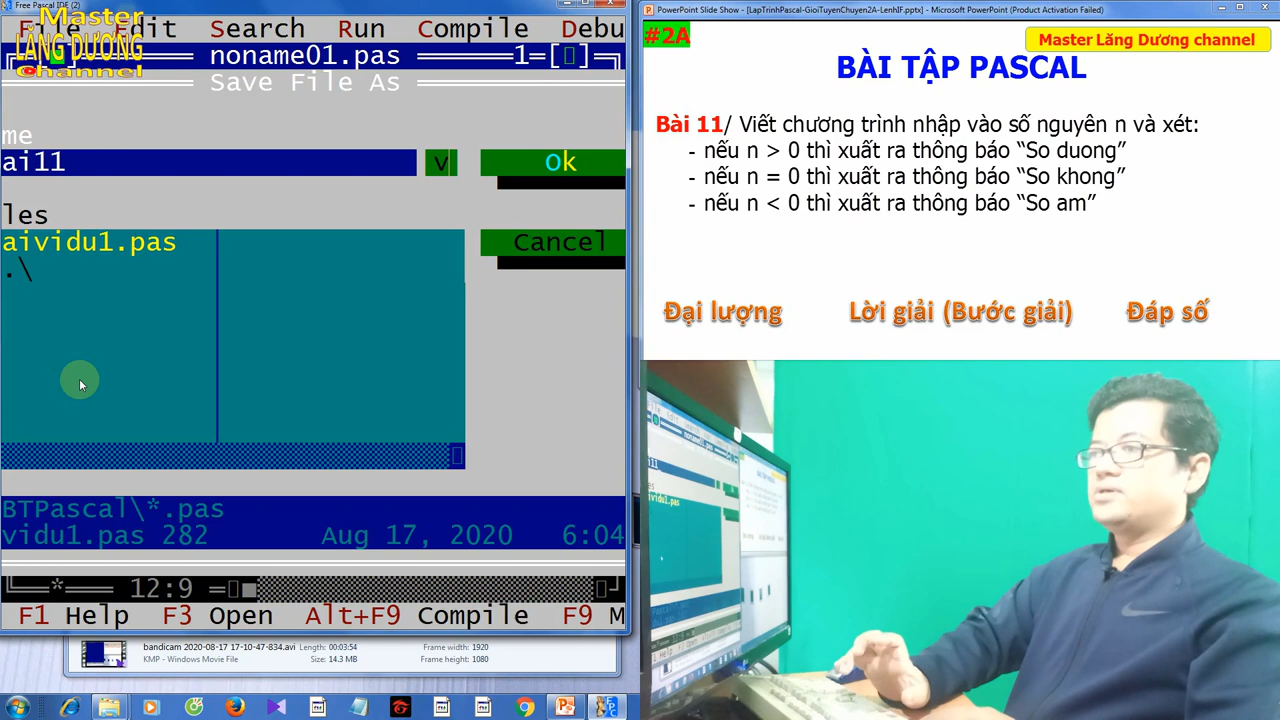 Free Pascal IDE (2)
File Edit Search Run Compile Debu
Master
LĂNG DƯƠNG
Channel
noname01.pas 1
Save File As
me
ai11 v Ok
les
aividu1.pas Cancel
..\
BTPascal\*.pas
vidu1.pas 282 Aug 17, 2020 6:04
* 12:9
F1 Help F3 Open Alt+F9 Compile F9 M
bandicam 2020-08-17 17-10-47-834.avi Length: 00:03:54 Frame width: 1920
KMP - Windows Movie File Size: 14.3 MB Frame height: 1080
PowerPoint Slide Show - [LapTrinhPascal-GioiTuyenChuyen2A-LenhIF.pptx] - Microsoft PowerPoint (Product Activation Failed)
#2A
Master Lăng Dương channel
BÀI TẬP PASCAL
Bài 11/ Viết chương trình nhập vào số nguyên n và xét:
- nếu n > 0 thì xuất ra thông báo “So duong”
- nếu n = 0 thì xuất ra thông báo “So khong”
- nếu n < 0 thì xuất ra thông báo “So am”
Đại lượng Lời giải (Bước giải) Đáp số